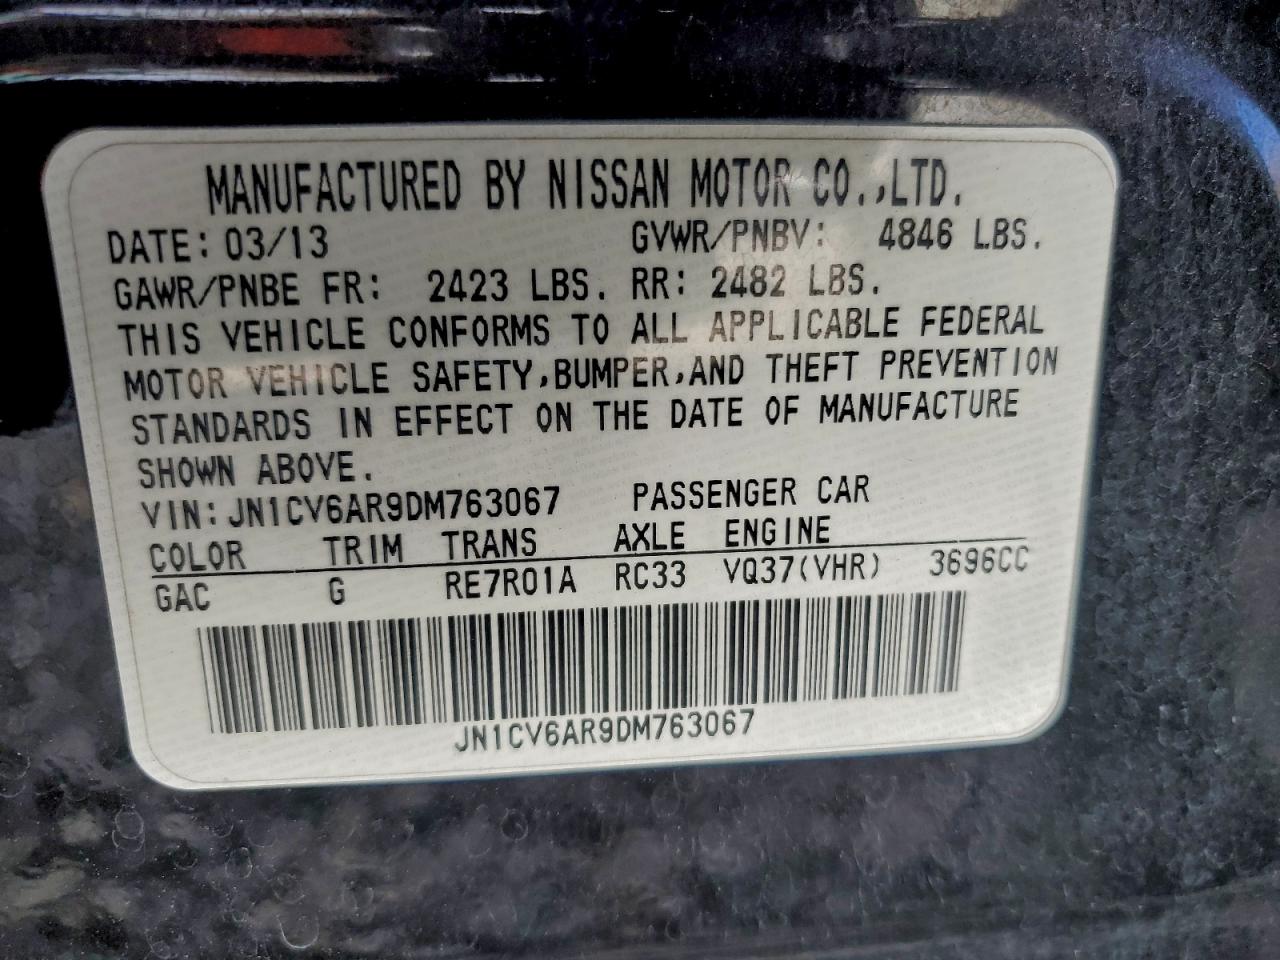 MANUFACTURED BY NISSAN MOTOR CO.,LTD.
DATE: 03/13 GVWR/PNBV: 4846 LBS.
GAWR/PNBE FR: 2423 LBS. RR: 2482 LBS.
THIS VEHICLE CONFORMS TO ALL APPLICABLE FEDERAL
MOTOR VEHICLE SAFETY,BUMPER,AND THEFT PREVENTION
STANDARDS IN EFFECT ON THE DATE OF MANUFACTURE
SHOWN ABOVE.
VIN: JN1CV6AR9DM763067 PASSENGER CAR
COLOR TRIM TRANS AXLE ENGINE
GAC G RE7R01A RC33 VQ37(VHR) 3696CC
JN1CV6AR9DM763067